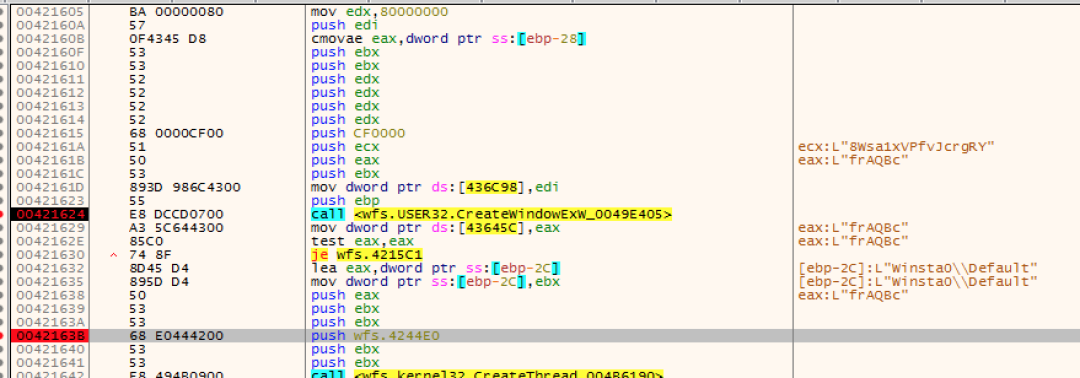 00421605 BA 00000080 mov edx,80000000
0042160A 57 push edi
0042160B 0F4345 D8 cmovae eax,dword ptr ss:[ebp-28]
0042160F 53 push ebx
00421610 53 push ebx
00421611 52 push edx
00421612 52 push edx
00421613 52 push edx
00421614 52 push edx
00421615 68 0000CF00 push CF0000
0042161A 51 push ecx ecx:L"8Wsa1xVPfvJcrgRY"
0042161B 50 push eax eax:L"frAQBc"
0042161C 53 push ebx
0042161D 893D 986C4300 mov dword ptr ds:[436C98],edi
00421623 55 push ebp
00421624 E8 DCCD0700 call <wfs.USER32.CreateWindowExW_0049E405>
00421629 A3 5C644300 mov dword ptr ds:[43645C],eax eax:L"frAQBc"
0042162E 85C0 test eax,eax eax:L"frAQBc"
00421630 ^ 74 8F je wfs.4215C1
00421632 8D45 D4 lea eax,dword ptr ss:[ebp-2C] [ebp-2C]:L"Winsta0\\Default"
00421635 895D D4 mov dword ptr ss:[ebp-2C],ebx [ebp-2C]:L"Winsta0\\Default"
00421638 50 push eax eax:L"frAQBc"
00421639 53 push ebx
0042163A 53 push ebx
0042163B 68 E0444200 push wfs.4244E0
00421640 53 push ebx
00421641 53 push ebx
00421642 E8 494B0900 call <wfs.kernel32.CreateThread_004B6190>